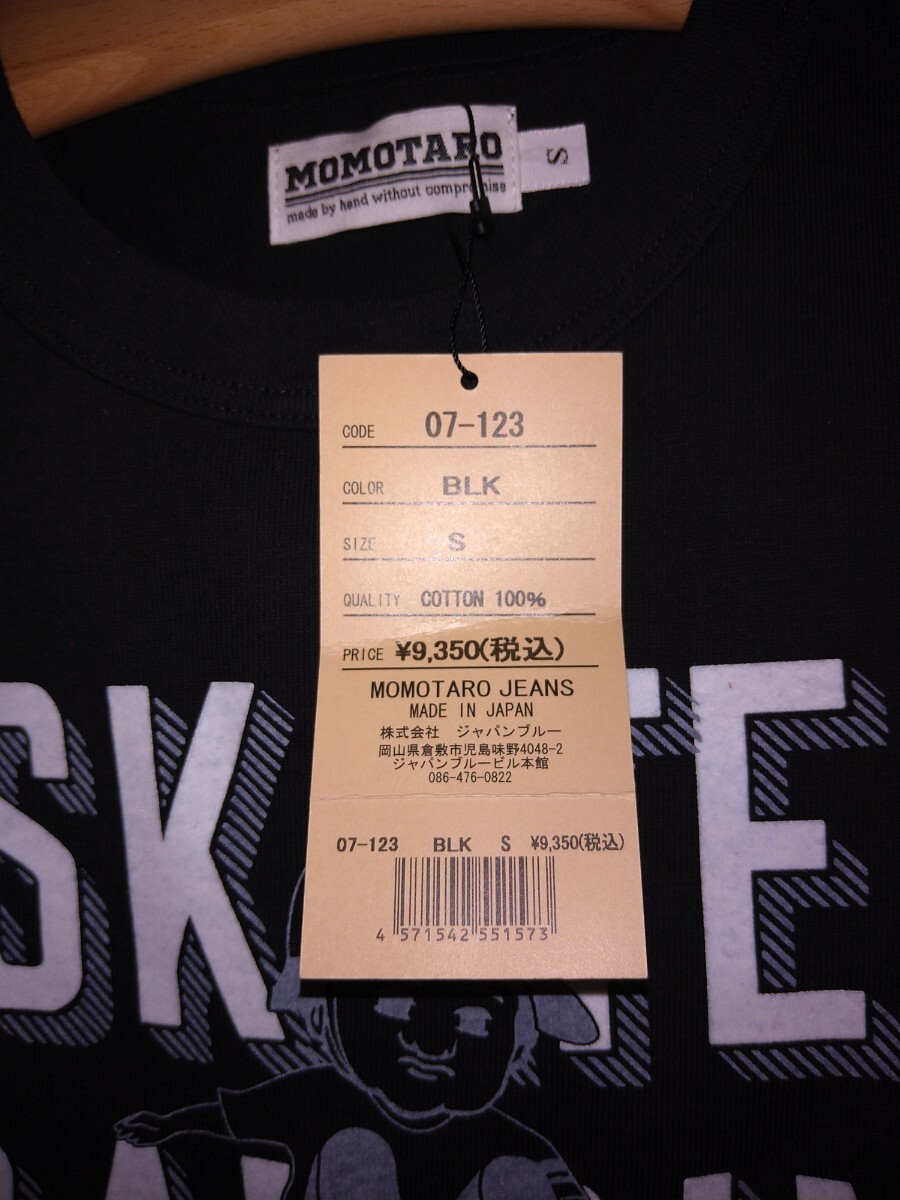 MOMOTARO
made by hand without compromise
S
CODE 07-123
COLOR BLK
SIZE S
QUALITY COTTON 100%
PRICE ¥9,350(税込)
MOMOTARO JEANS
MADE IN JAPAN
株式会社 ジャパンブルー
岡山県倉敷市児島味野4048-2
ジャパンブルービル本館
086-476-0822
07-123 BLK S ¥9,350(税込)
4 571542 551573
SK TE